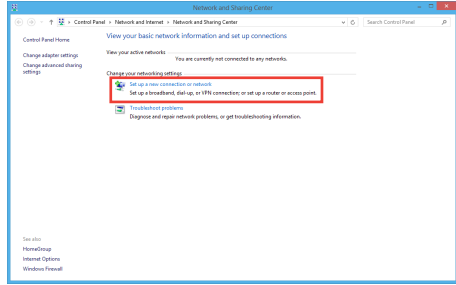 Network and Sharing Center
« Control Panel › Network and Internet › Network and Sharing Center
Search Control Panel
Control Panel Home
Change adapter settings
Change advanced sharing
settings
View your basic network information and set up connections
View your active networks
You are currently not connected to any networks.
Change your networking settings
Set up a new connection or network
Set up a broadband, dial-up, or VPN connection; or set up a router or access point.
Troubleshoot problems
Diagnose and repair network problems, or get troubleshooting information.
See also
HomeGroup
Internet Options
Windows Firewall